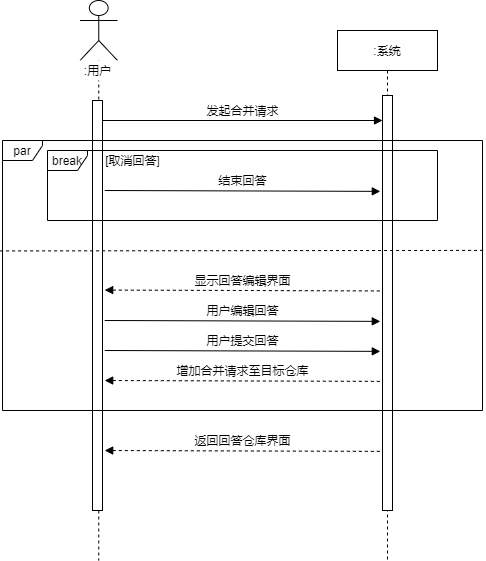 :用户
:系统
发起合并请求
par
break
[取消回答]
结束回答
显示回答编辑界面
用户编辑回答
用户提交回答
增加合并请求至目标仓库
返回回答仓库界面